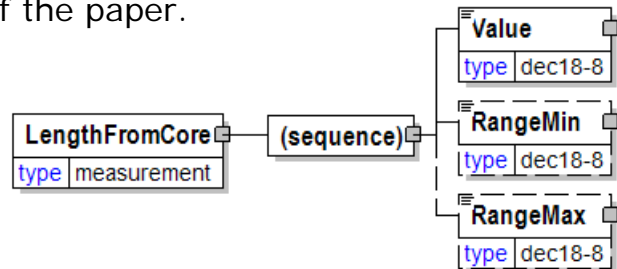 f the paper.
Value
type dec18-8
RangeMin
type dec18-8
LengthFromCore
type measurement
(sequence)
RangeMax
type dec18-8